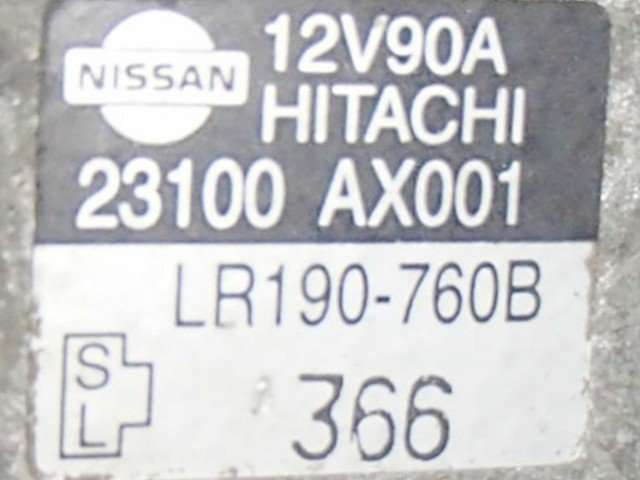 NISSAN
12V90A
HITACHI
23100 AX001
LR190-760B
S
L
366